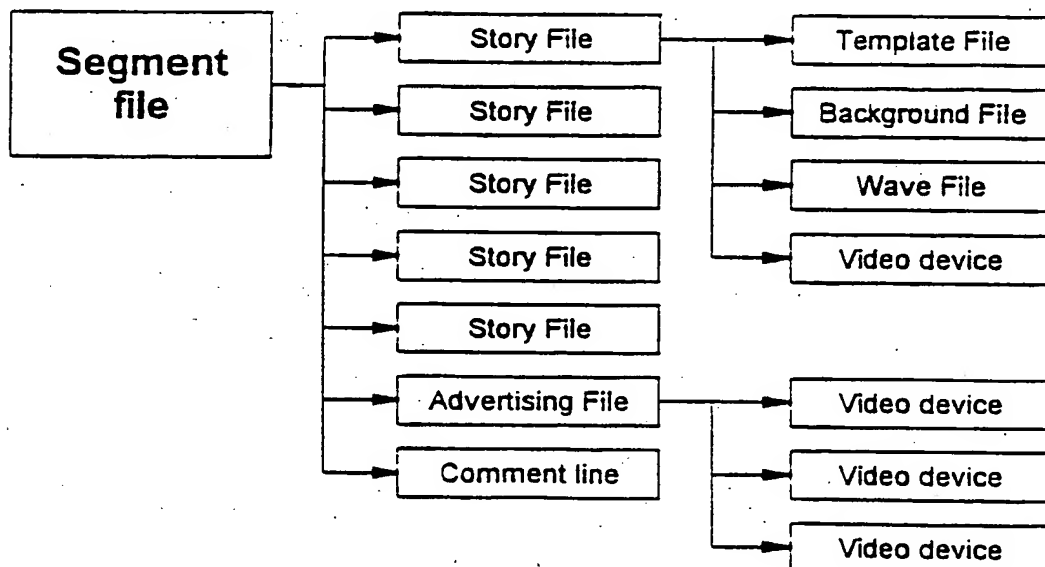 Segment
file
Story File
Story File
Story File
Story File
Story File
Advertising File
Comment line
Template File
Background File
Wave File
Video device
Video device
Video device
Video device